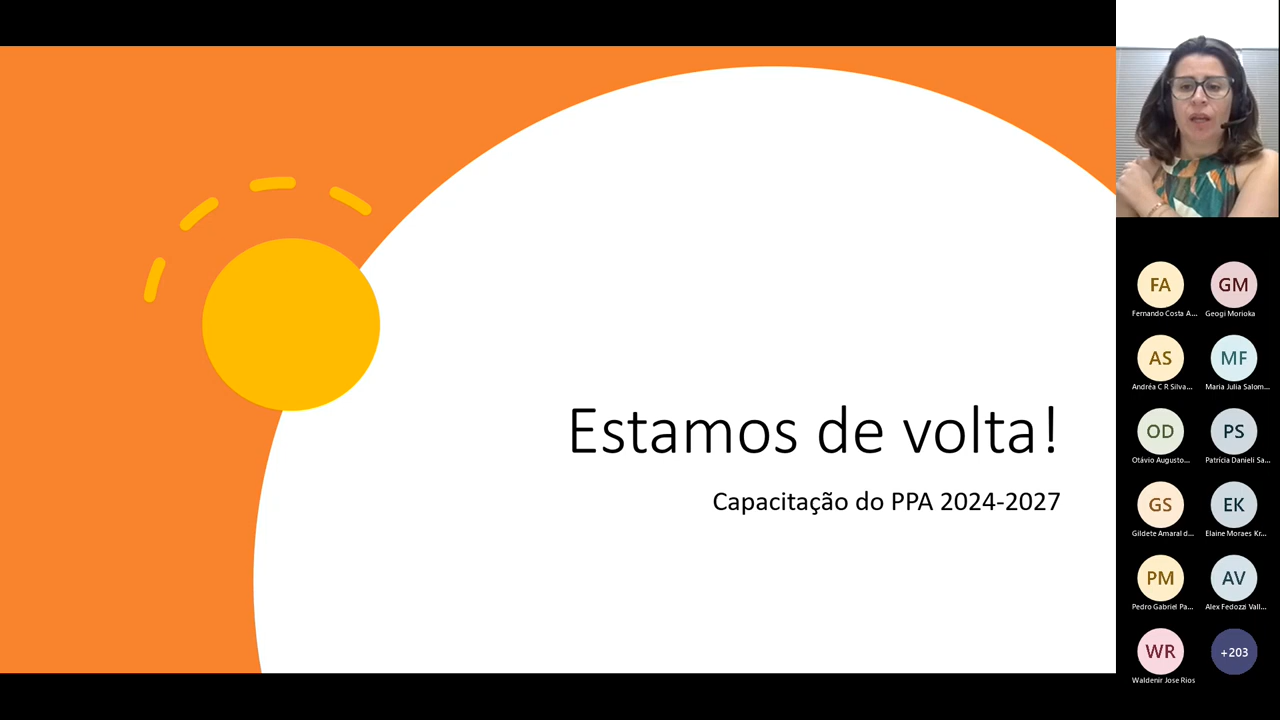 Estamos de volta!
Capacitação do PPA 2024-2027
FA
GM
Fernando Costa A...
Geogi Morioka
AS
MF
Andréa C R Silva...
Maria Julia Salom...
OD
PS
Otávio Augusto...
Patrícia Danieli Sa...
GS
EK
Gildete Amaral d...
Elaine Moraes Kr...
PM
AV
Pedro Gabriel Pa...
Alex Fedozzi Vall...
WR
+203
Waldenir Jose Rios